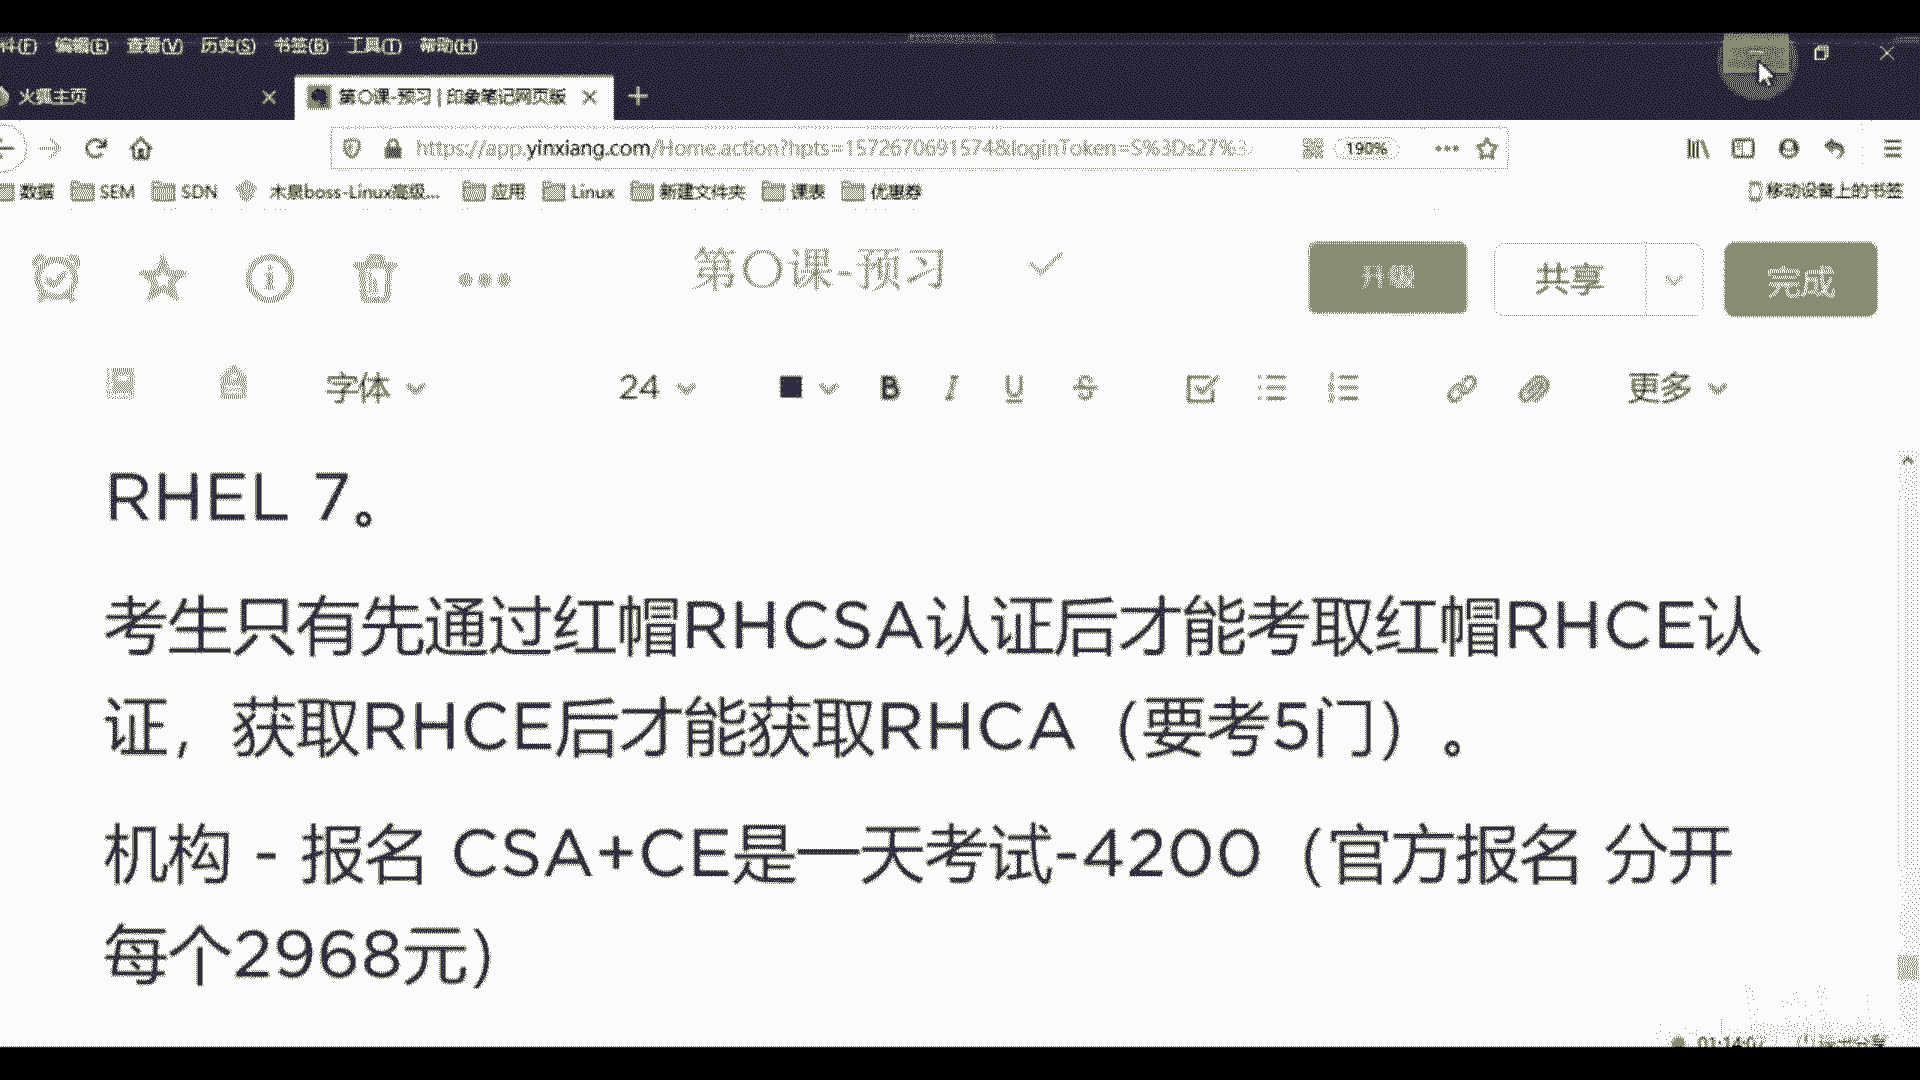 件(F) 编辑(E) 查看(V) 历史(S) 书签(B) 工具(T) 帮助(H)
火狐主页
第〇课-预习 | 印象笔记网页版
https://app.yinxiang.com/Home.action?hpts=1572670691574&loginToken=S%3Ds27%3
190%
数据 SEM SDN 木泉boss-Linux高级... 应用 Linux 新建文件夹 课表 优惠券 移动设备上的书签
第〇课-预习
升级 共享 完成
字体 24 B I U S 更多
RHEL 7。
考生只有先通过红帽RHCSA认证后才能考取红帽RHCE认
证，获取RHCE后才能获取RHCA（要考5门）。
机构 - 报名 CSA+CE是一天考试-4200（官方报名 分开
每个2968元）